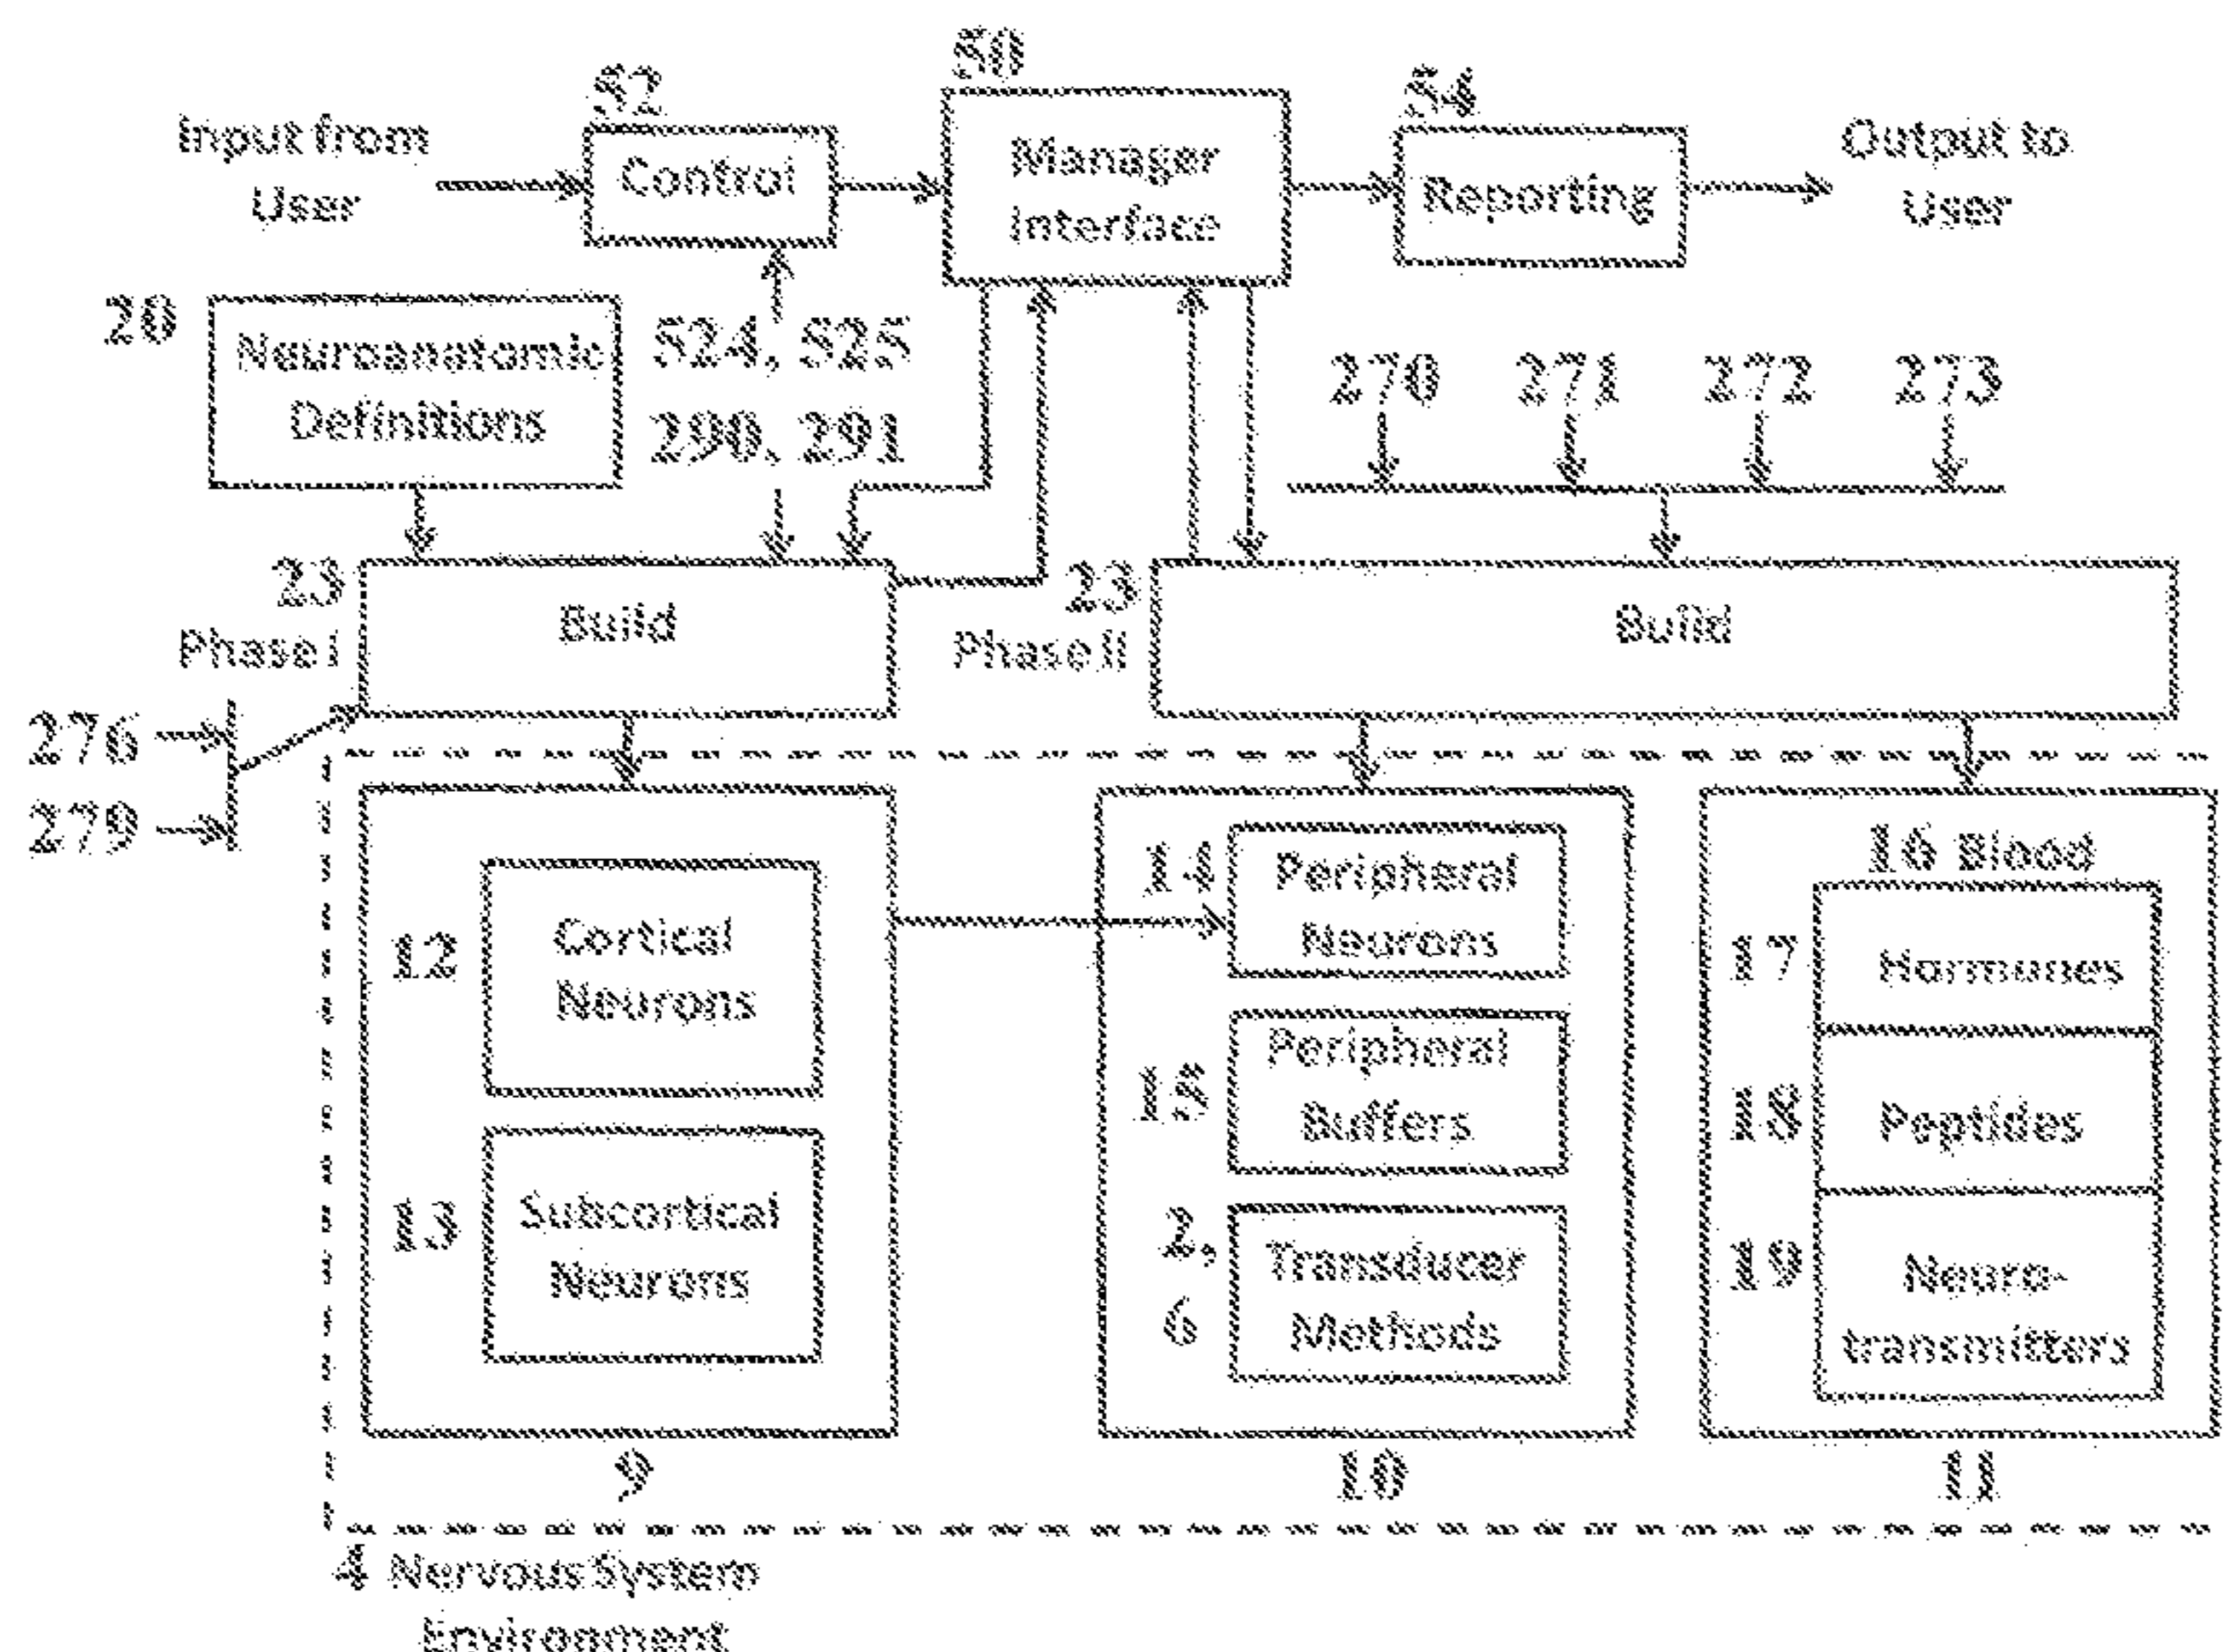 50
52
54
Input from
User
Control
Manager
Interface
Reporting
Output to
User
20
Neuroanatomic
Definitions
524, 525
290, 291
270 271 272 273
23
Phase I
Build
23
Phase II
Build
276
279
12
Cortical
Neurons
13
Subcortical
Neurons
9
14
Peripheral
Neurons
15
Peripheral
Buffers
2,
6
Transducer
Methods
10
16 Blood
17
Hormones
18
Peptides
19
Neuro-
transmitters
11
4 Nervous System
Environment